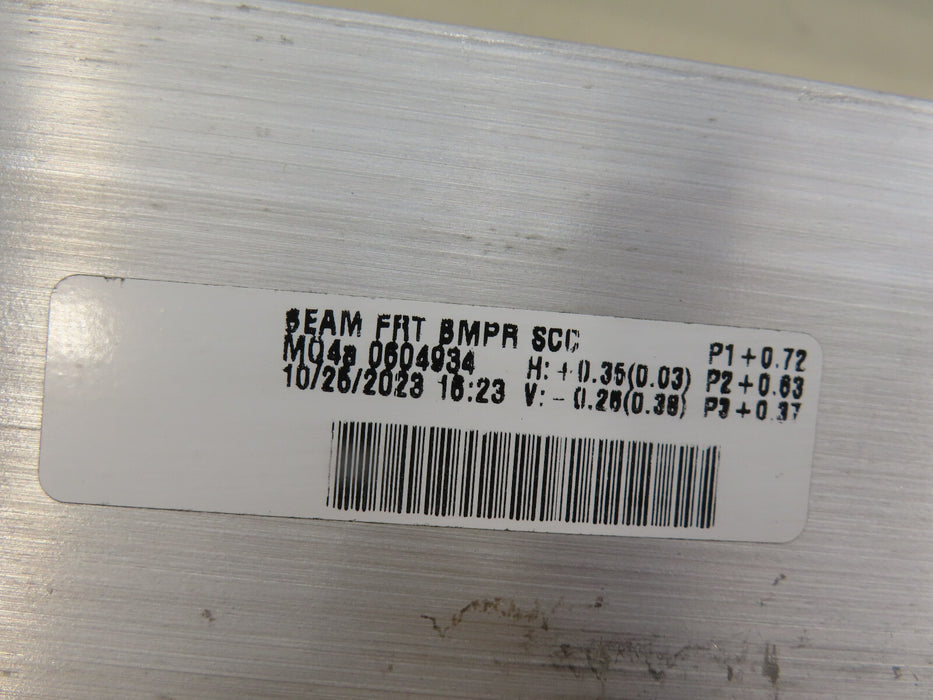 BEAM FRT BMPR SCC
MQ4a 0604934
10/26/2023 16:23
H: +0.35(0.03)
V: -0.26(0.38)
P1+0.72
P2+0.63
P3+0.37